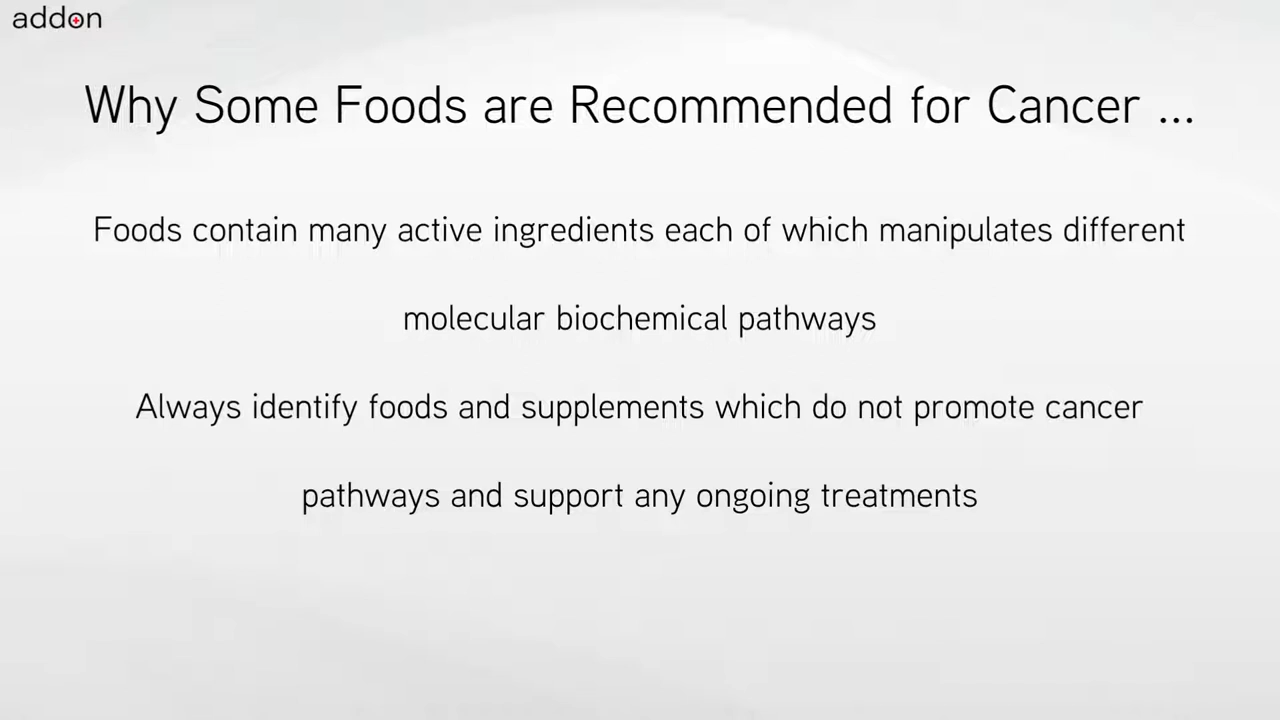 addon
Why Some Foods are Recommended for Cancer ...
Foods contain many active ingredients each of which manipulates different
molecular biochemical pathways
Always identify foods and supplements which do not promote cancer
pathways and support any ongoing treatments